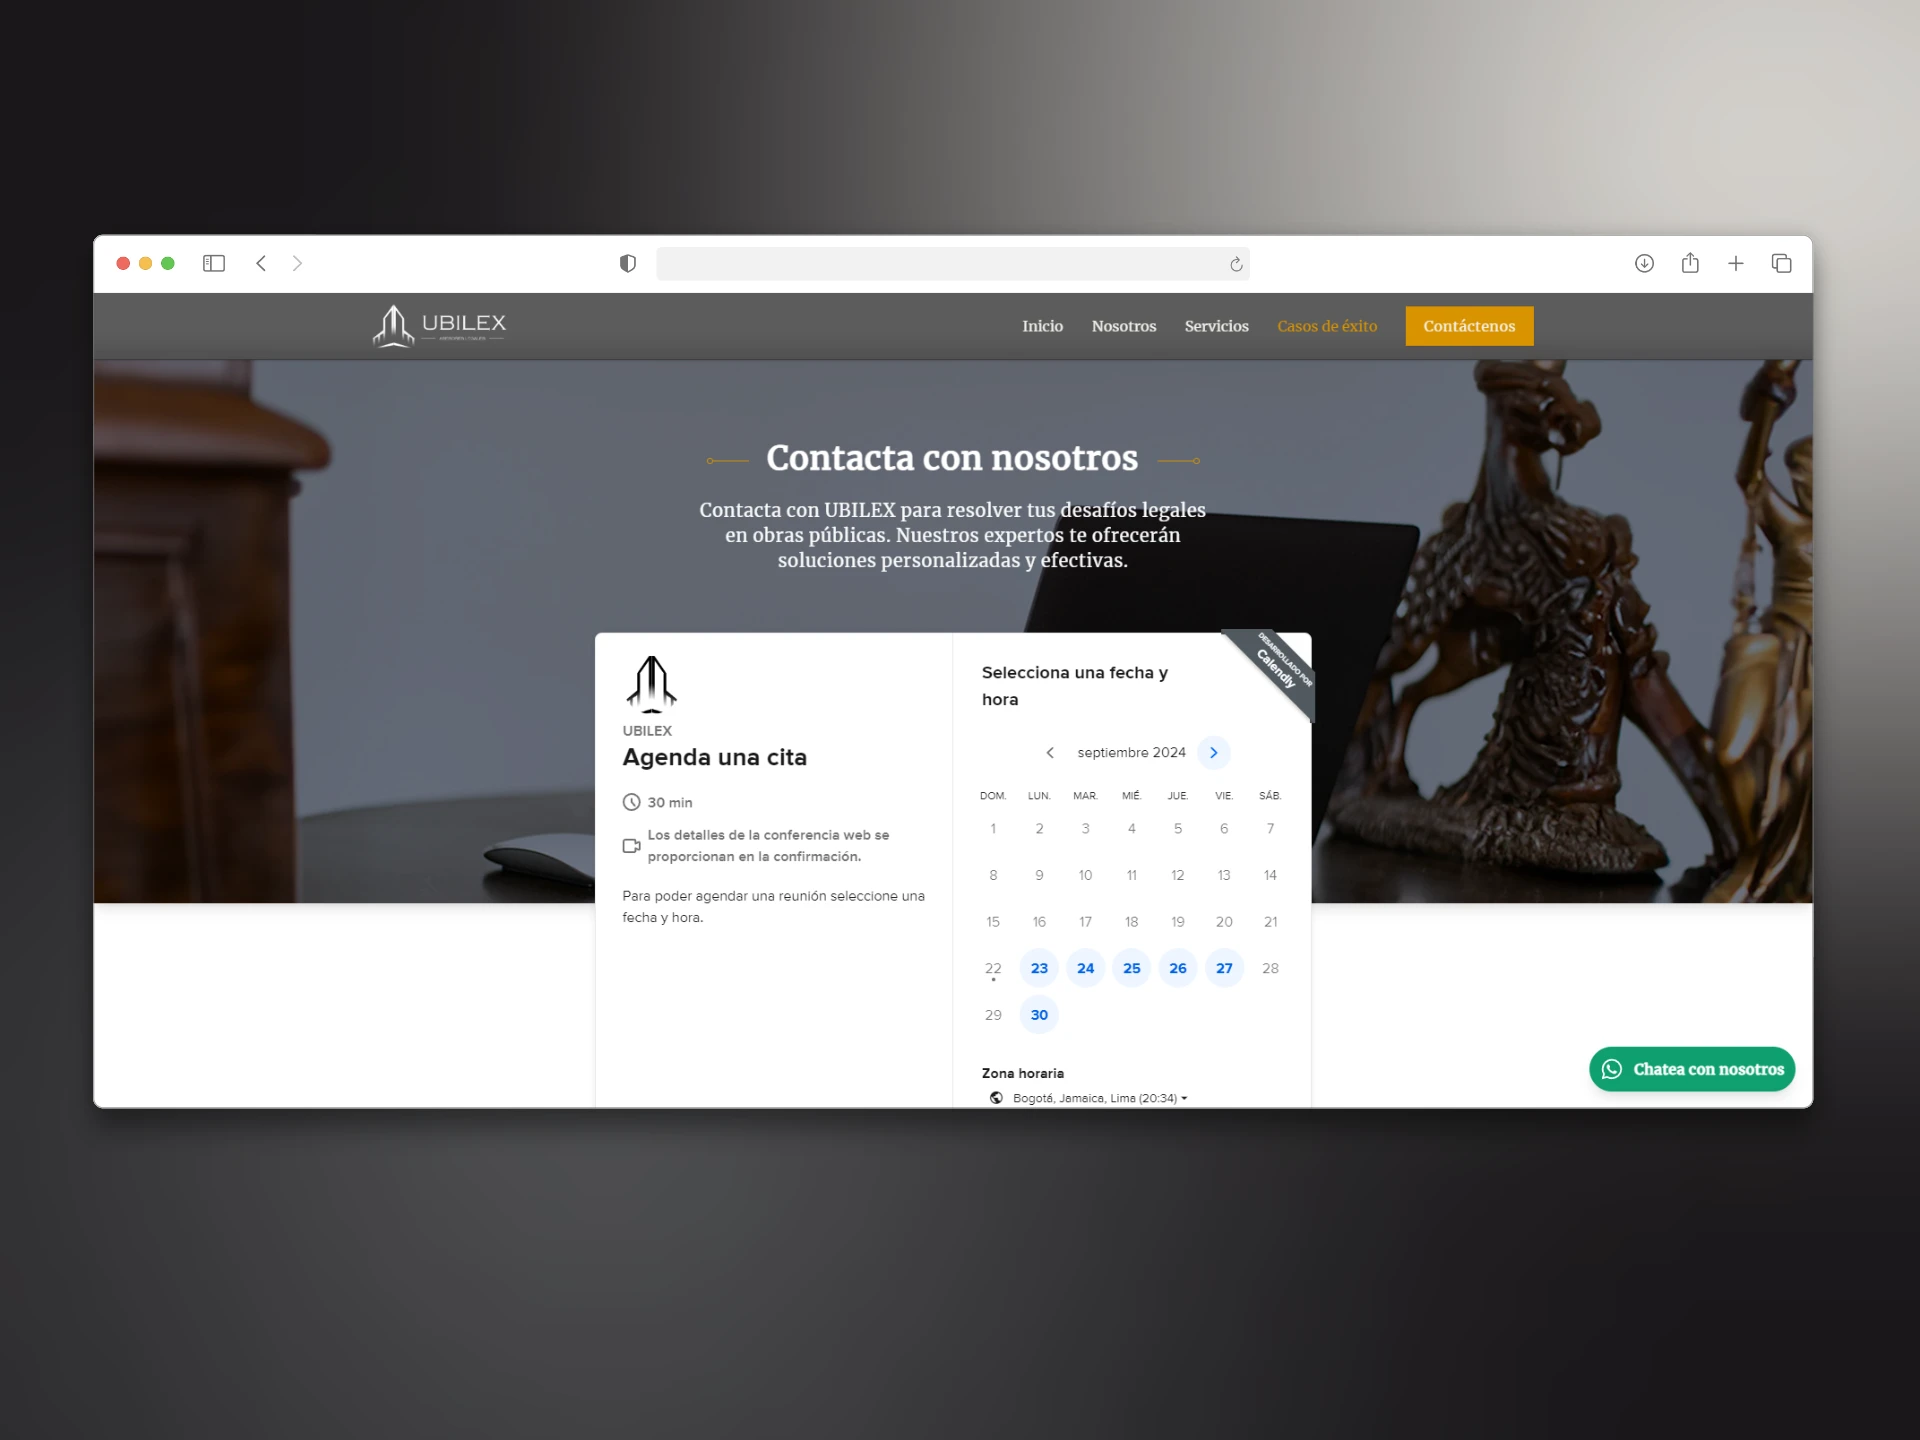 UBILEX
Inicio
Nosotros
Servicios
Casos de éxito
Contáctenos
Contacta con nosotros
Contacta con UBILEX para resolver tus desafíos legales
en obras públicas. Nuestros expertos te ofrecerán
soluciones personalizadas y efectivas.
UBILEX
Agenda una cita
30 min
Los detalles de la conferencia web se
proporcionan en la confirmación.
Para poder agendar una reunión seleccione una
fecha y hora.
DESARROLLADO POR
Calendly
Selecciona una fecha y
hora
septiembre 2024
DOM. LUN. MAR. MIÉ. JUE. VIE. SÁB.
1 2 3 4 5 6 7
8 9 10 11 12 13 14
15 16 17 18 19 20 21
22 23 24 25 26 27 28
29 30
Zona horaria
Bogotá, Jamaica, Lima (20:34)
Chatea con nosotros